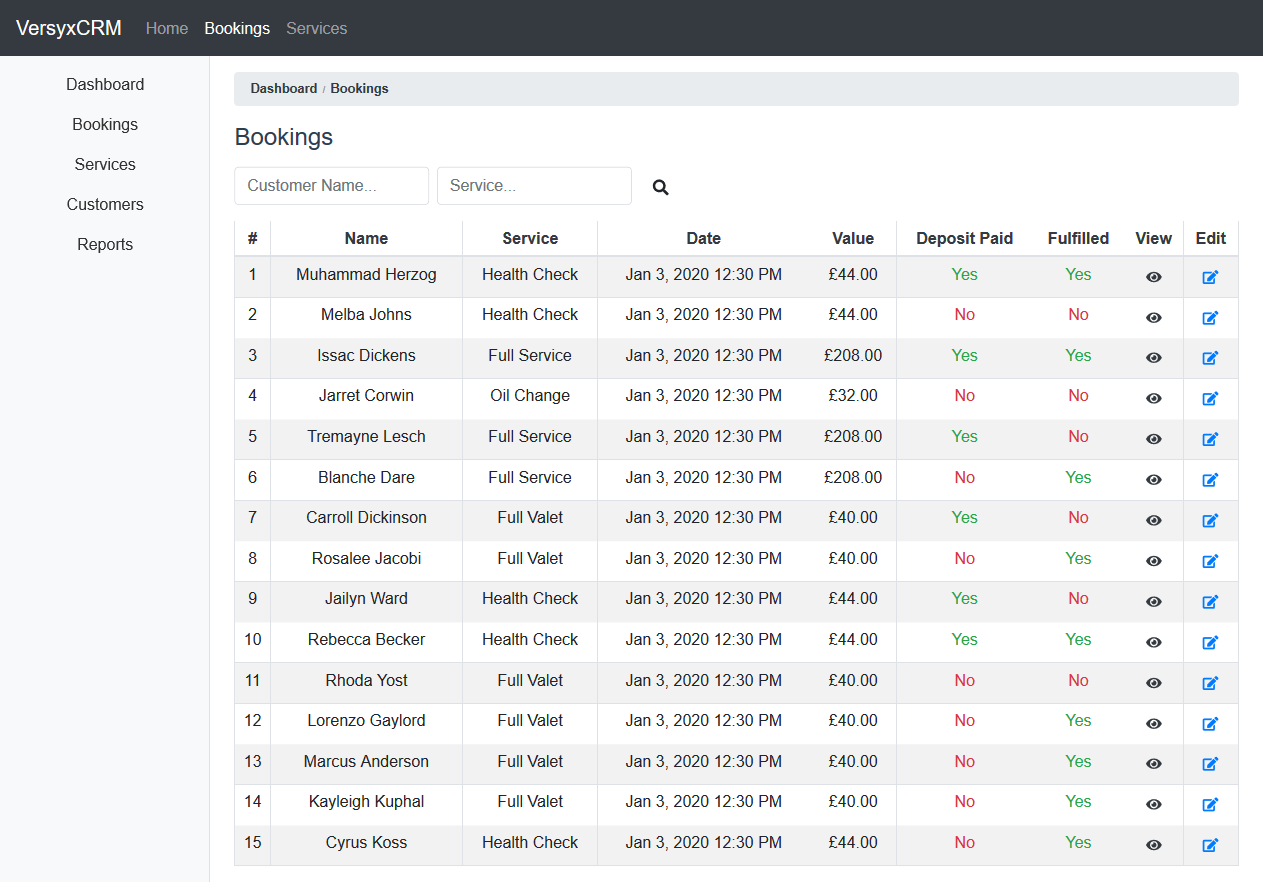 VersyxCRM Home Bookings Services
Dashboard
Bookings
Services
Customers
Reports
Dashboard / Bookings
Bookings
Customer Name... Service...
# Name Service Date Value Deposit Paid Fulfilled View Edit
1 Muhammad Herzog Health Check Jan 3, 2020 12:30 PM £44.00 Yes Yes
2 Melba Johns Health Check Jan 3, 2020 12:30 PM £44.00 No No
3 Issac Dickens Full Service Jan 3, 2020 12:30 PM £208.00 Yes Yes
4 Jarret Corwin Oil Change Jan 3, 2020 12:30 PM £32.00 No No
5 Tremayne Lesch Full Service Jan 3, 2020 12:30 PM £208.00 Yes No
6 Blanche Dare Full Service Jan 3, 2020 12:30 PM £208.00 No Yes
7 Carroll Dickinson Full Valet Jan 3, 2020 12:30 PM £40.00 Yes No
8 Rosalee Jacobi Full Valet Jan 3, 2020 12:30 PM £40.00 No Yes
9 Jailyn Ward Health Check Jan 3, 2020 12:30 PM £44.00 Yes No
10 Rebecca Becker Health Check Jan 3, 2020 12:30 PM £44.00 Yes Yes
11 Rhoda Yost Full Valet Jan 3, 2020 12:30 PM £40.00 No No
12 Lorenzo Gaylord Full Valet Jan 3, 2020 12:30 PM £40.00 No Yes
13 Marcus Anderson Full Valet Jan 3, 2020 12:30 PM £40.00 No Yes
14 Kayleigh Kuphal Full Valet Jan 3, 2020 12:30 PM £40.00 No Yes
15 Cyrus Koss Health Check Jan 3, 2020 12:30 PM £44.00 No Yes